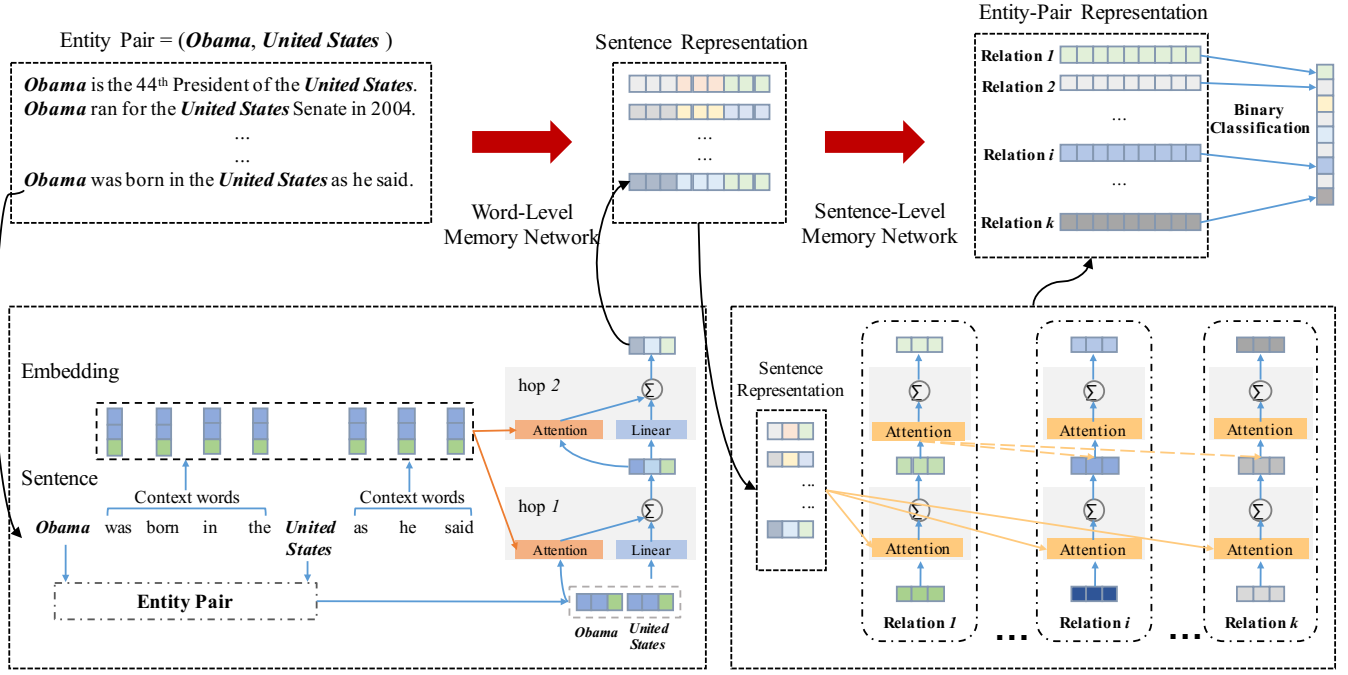 Entity Pair = (Obama, United States )
Obama is the 44th President of the United States.
Obama ran for the United States Senate in 2004.
...
...
Obama was born in the United States as he said.
Word-Level
Memory Network
Sentence Representation
...
...
Sentence-Level
Memory Network
Entity-Pair Representation
Relation 1
Relation 2
...
Relation i
...
Relation k
Binary
Classification
Embedding
Sentence
Context words
Context words
Obama was born in the United States as he said
Entity Pair
hop 2
Σ
Attention
Linear
hop 1
Σ
Attention
Linear
Obama
United
States
Sentence
Representation
...
...
Σ
Attention
Σ
Attention
Relation 1
...
Σ
Attention
Σ
Attention
Relation i
...
Σ
Attention
Σ
Attention
Relation k